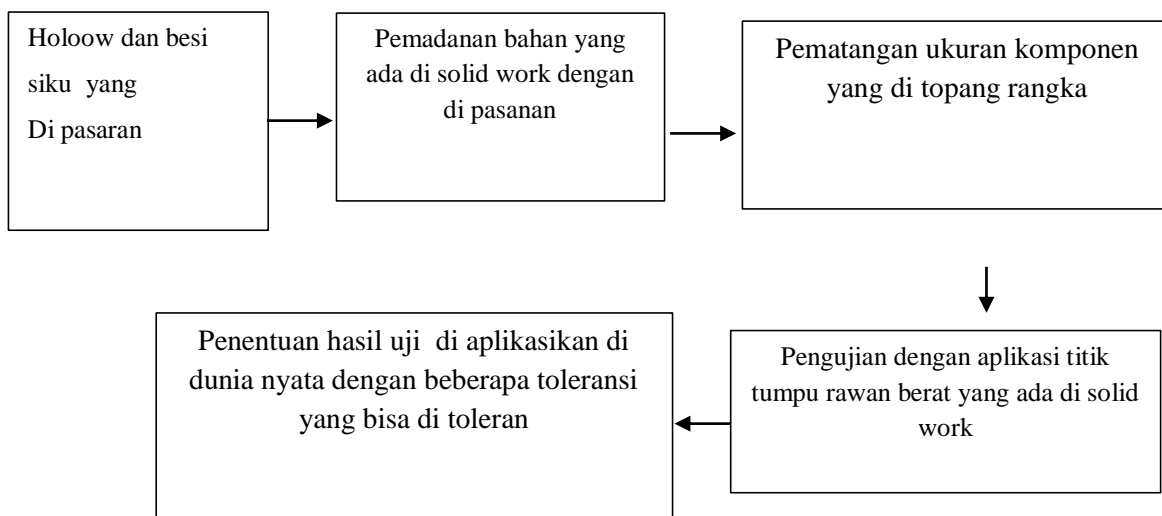 Holoow dan besi
siku yang
Di pasaran
Pemadanan bahan yang
ada di solid work dengan
di pasanan
Pematangan ukuran komponen
yang di topang rangka
Pengujian dengan aplikasi titik
tumpu rawan berat yang ada di solid
work
Penentuan hasil uji di aplikasikan di
dunia nyata dengan beberapa toleransi
yang bisa di toleran